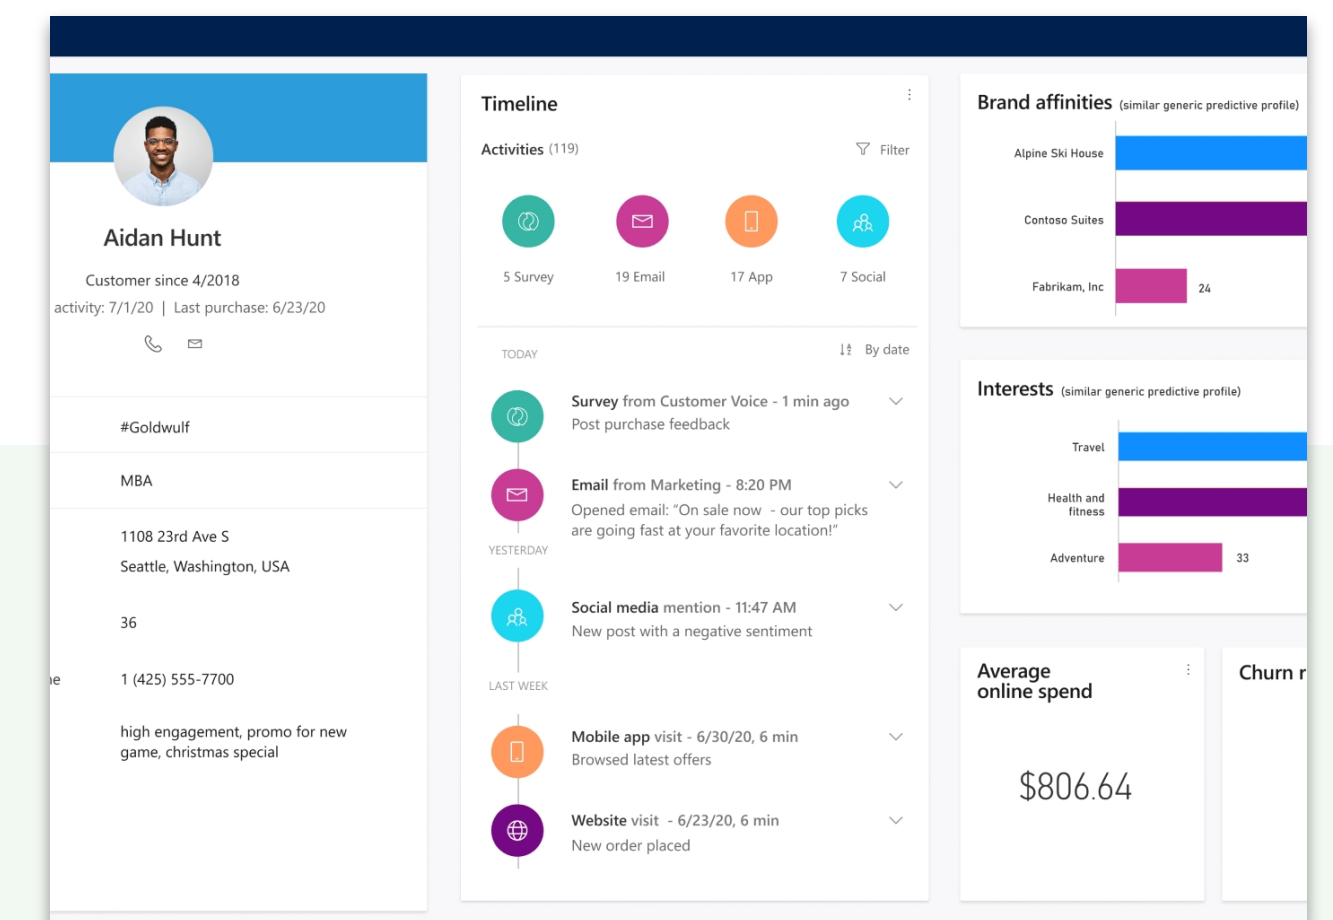 Aidan Hunt
Customer since 4/2018
activity: 7/1/20 | Last purchase: 6/23/20
#Goldwulf
MBA
1108 23rd Ave S
Seattle, Washington, USA
36
1 (425) 555-7700
high engagement, promo for new
game, christmas special
Timeline
Activities (119)
Filter
5 Survey
19 Email
17 App
7 Social
TODAY
By date
Survey from Customer Voice - 1 min ago
Post purchase feedback
Email from Marketing - 8:20 PM
Opened email: “On sale now  - our top picks
are going fast at your favorite location!”
YESTERDAY
Social media mention - 11:47 AM
New post with a negative sentiment
LAST WEEK
Mobile app visit - 6/30/20, 6 min
Browsed latest offers
Website visit  - 6/23/20, 6 min
New order placed
Brand affinities (similar generic predictive profile)
Alpine Ski House
Contoso Suites
Fabrikam, Inc
24
Interests (similar generic predictive profile)
Travel
Health and
fitness
Adventure
33
Average
online spend
$806.64
Churn